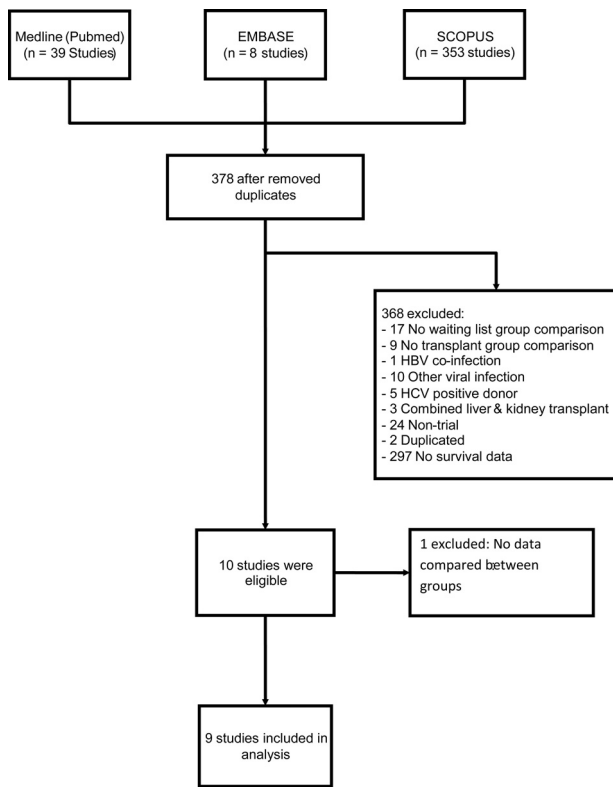 Medline (Pubmed)
(n = 39 Studies)
EMBASE
(n = 8 studies)
SCOPUS
(n = 353 studies)
378 after removed
duplicates
368 excluded:
- 17 No waiting list group comparison
- 9 No transplant group comparison
- 1 HBV co-infection
- 10 Other viral infection
- 5 HCV positive donor
- 3 Combined liver & kidney transplant
- 24 Non-trial
- 2 Duplicated
- 297 No survival data
10 studies were
eligible
1 excluded: No data
compared between
groups
9 studies included in
analysis